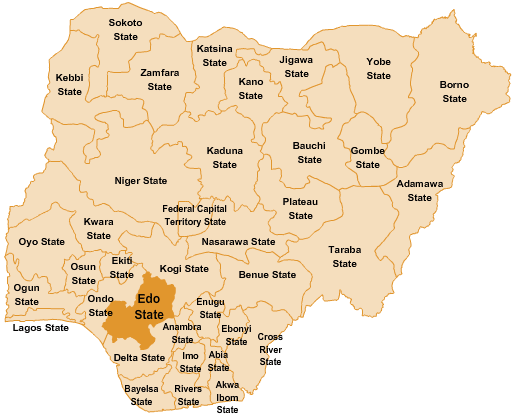 Sokoto
State
Katsina
State
Jigawa
State
Yobe
State
Kebbi
State
Zamfara
State
Kano
State
Borno
State
Kaduna
State
Bauchi
State
Gombe
State
Niger State
Adamawa
State
Federal Capital
Territory State
Plateau
State
Kwara
State
Oyo State
Nasarawa State
Taraba
State
Osun
State
Ekiti
State
Kogi State
Benue State
Ogun
State
Ondo
State
Edo
State
Enugu
State
Lagos State
Anambra
State
Ebonyi
State
Cross
River
State
Delta State
Imo
State
Abia
State
Bayelsa
State
Rivers
State
Akwa
Ibom
State